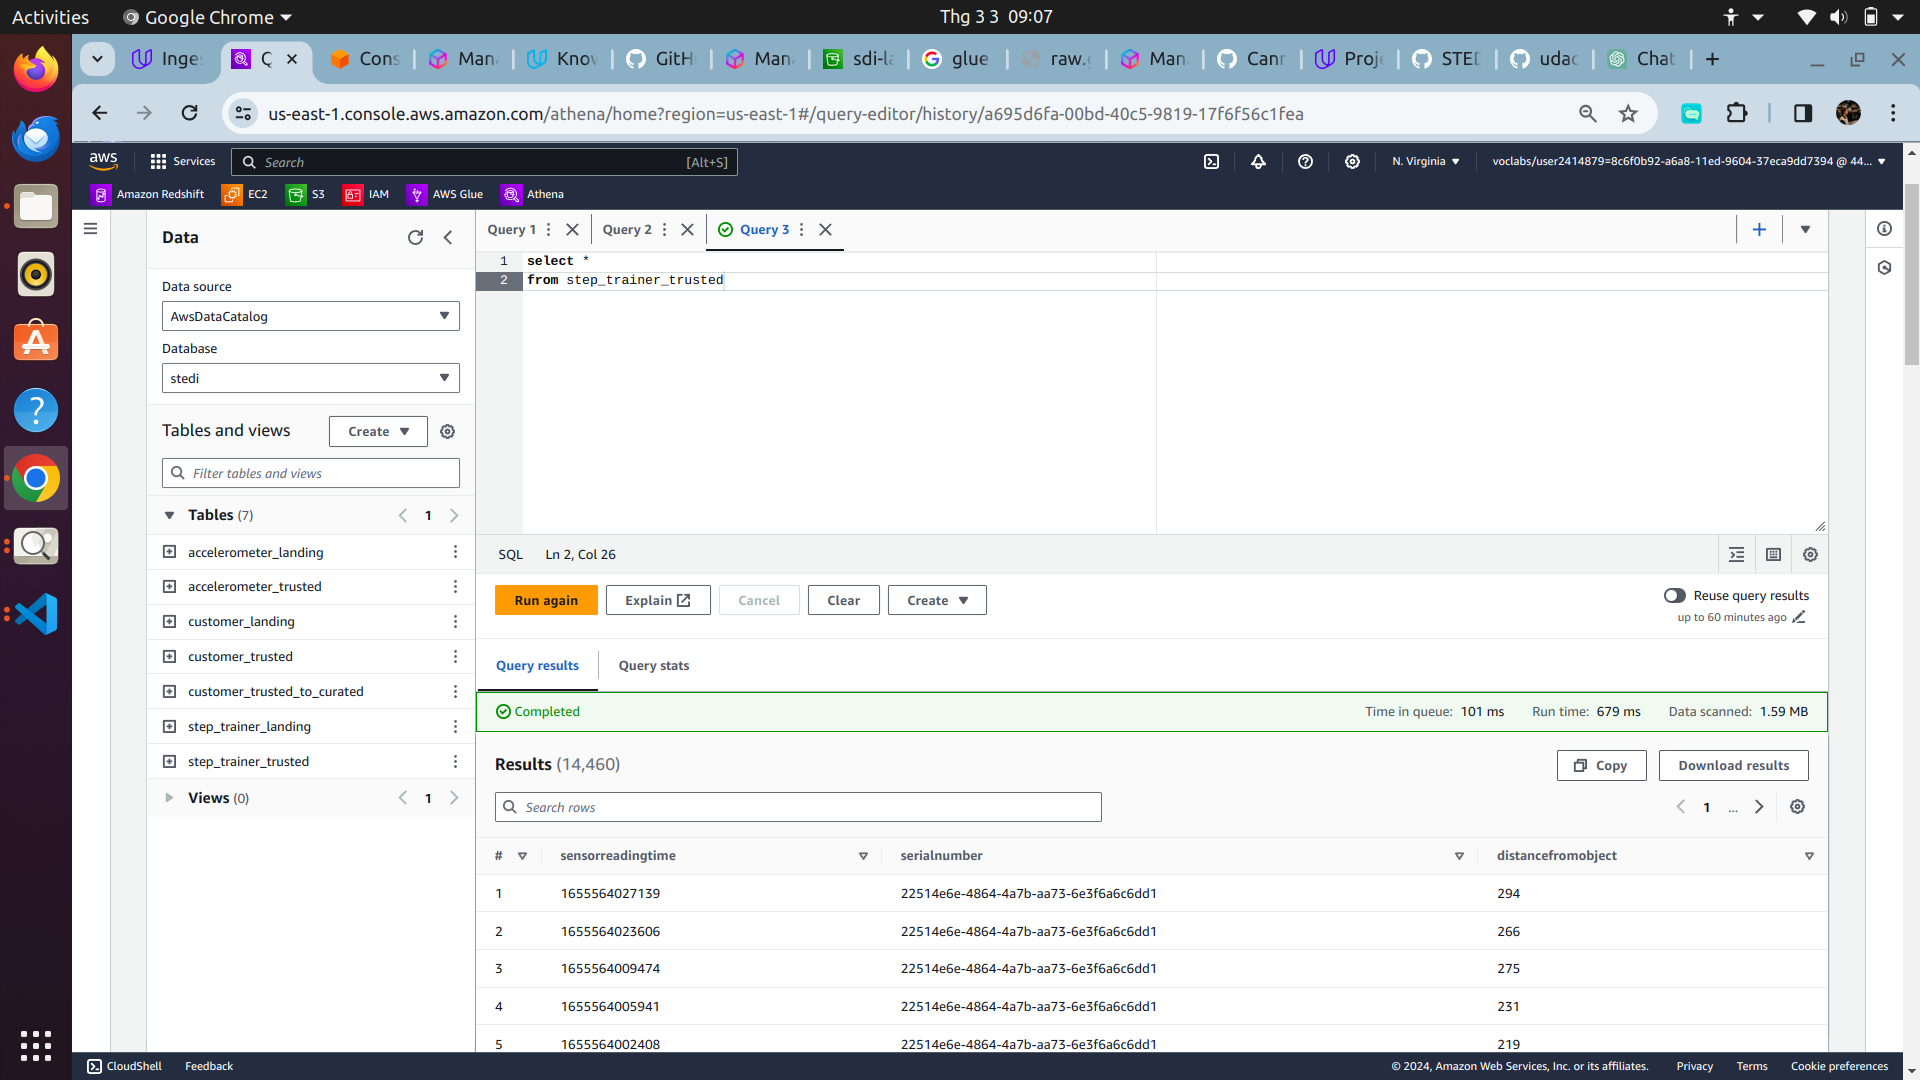 Activities
Google Chrome
Thg 3 3 09:07
Inges
Q
Cons
Mana
Knov
GitH
Mana
sdi-la
glue
raw.g
Mana
Cann
Proje
STED
udac
Chat
us-east-1.console.aws.amazon.com/athena/home?region=us-east-1#/query-editor/history/a695d6fa-00bd-40c5-9819-17f6f56c1fea
aws
Services
Search
[Alt+S]
N. Virginia
voclabs/user2414879=8c6f0b92-a6a8-11ed-9604-37eca9dd7394 @ 44...
Amazon Redshift
EC2
S3
IAM
AWS Glue
Athena
Data
Data source
AwsDataCatalog
Database
stedi
Tables and views
Create
Filter tables and views
Tables (7)
1
accelerometer_landing
accelerometer_trusted
customer_landing
customer_trusted
customer_trusted_to_curated
step_trainer_landing
step_trainer_trusted
Views (0)
1
Query 1
Query 2
Query 3
1 select *
2 from step_trainer_trusted
SQL Ln 2, Col 26
Run again
Explain
Cancel
Clear
Create
Reuse query results
up to 60 minutes ago
Query results
Query stats
Completed
Time in queue: 101 ms
Run time: 679 ms
Data scanned: 1.59 MB
Results (14,460)
Copy
Download results
Search rows
1 ...
# sensorreadingtime serialnumber distancefromobject
1 1655564027139 22514e6e-4864-4a7b-aa73-6e3f6a6c6dd1 294
2 1655564023606 22514e6e-4864-4a7b-aa73-6e3f6a6c6dd1 266
3 1655564009474 22514e6e-4864-4a7b-aa73-6e3f6a6c6dd1 275
4 1655564005941 22514e6e-4864-4a7b-aa73-6e3f6a6c6dd1 231
5 1655564002408 22514e6e-4864-4a7b-aa73-6e3f6a6c6dd1 219
CloudShell
Feedback
© 2024, Amazon Web Services, Inc. or its affiliates.
Privacy
Terms
Cookie preferences